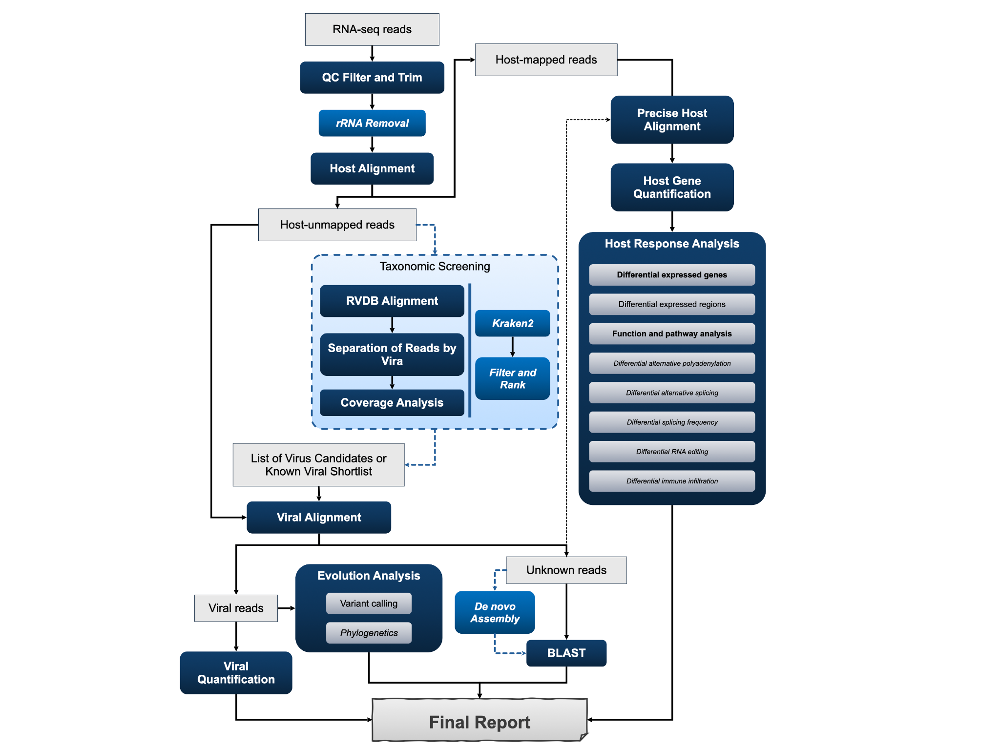 RNA-seq reads
Host-mapped reads
QC Filter and Trim
rRNA Removal
Host Alignment
Precise Host
Alignment
Host Gene
Quantification
Host-unmapped reads
Host Response Analysis
Differential expressed genes
Differential expressed regions
Function and pathway analysis
Differential alternative polyadenylation
Differential alternative splicing
Differential splicing frequency
Differential RNA editing
Differential immune infiltration
Taxonomic Screening
RVDB Alignment
Separation of Reads by
Vira
Coverage Analysis
Kraken2
Filter and
Rank
List of Virus Candidates or
Known Viral Shortlist
Viral Alignment
Unknown reads
Evolution Analysis
Variant calling
Phylogenetics
Viral reads
De novo
Assembly
BLAST
Viral
Quantification
Final Report